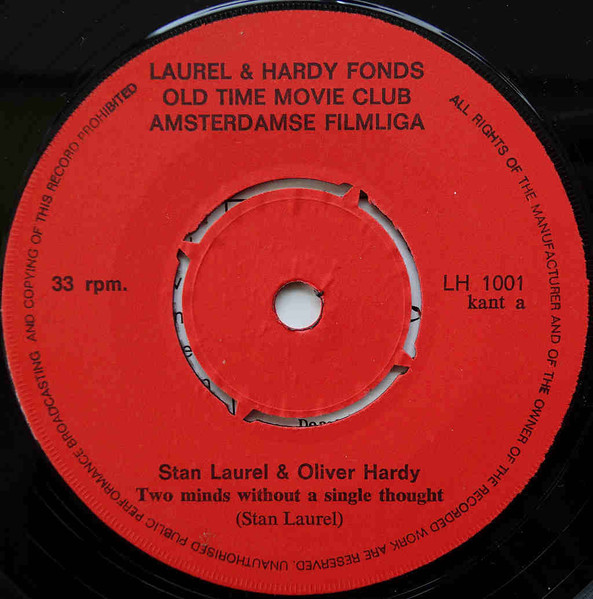 LAUREL & HARDY FONDS
OLD TIME MOVIE CLUB
AMSTERDAMSE FILMLIGA
33 rpm.
LH 1001
kant a
Stan Laurel & Oliver Hardy
Two minds without a single thought
(Stan Laurel)
ALL RIGHTS OF THE MANUFACTURER AND OF THE OWNER OF THE RECORDED WORK ARE RESERVED. UNAUTHORISED PUBLIC PERFORMANCE BROADCASTING AND COPYING OF THIS RECORD PROHIBITED